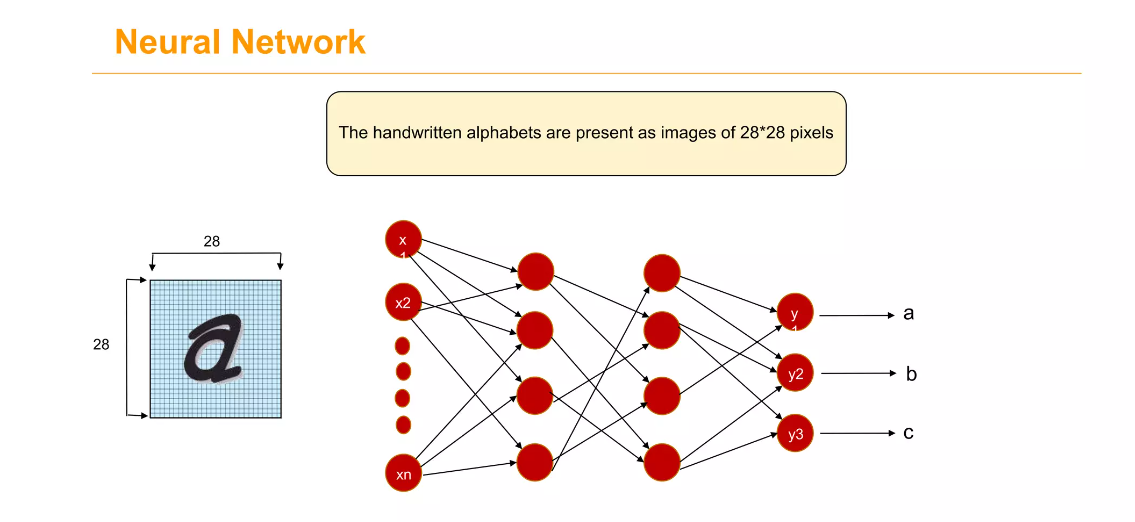 Neural Network
The handwritten alphabets are present as images of 28*28 pixels
28
28
a
x
1
x2
xn
y
1
y2
y3
a
b
c